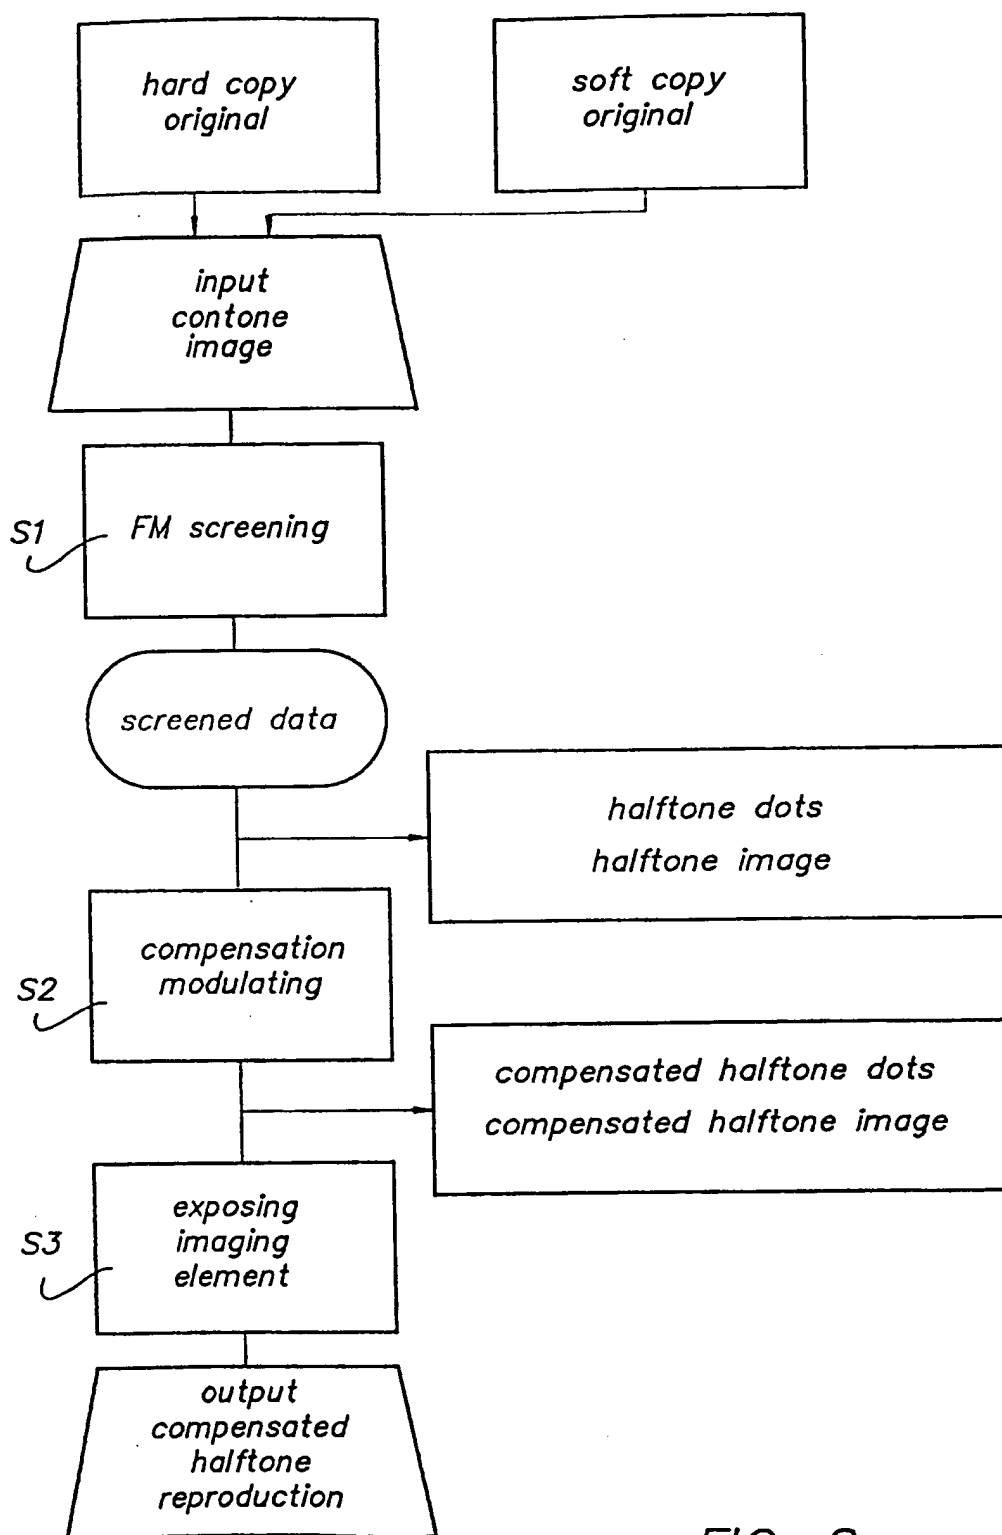 hard copy
original
soft copy
original
input
contone
image
S1
FM screening
screened data
halftone dots
halftone image
S2
compensation
modulating
compensated halftone dots
compensated halftone image
S3
exposing
imaging
element
output
compensated
halftone
reproduction